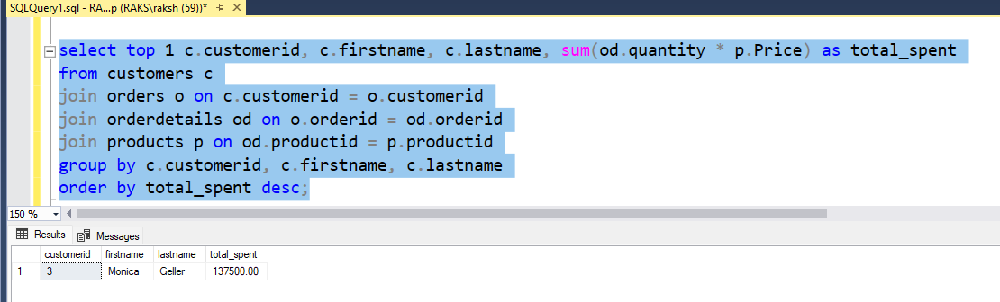 SQLQuery1.sql - RA...p (RAKS\raksh (59))*
select top 1 c.customerid, c.firstname, c.lastname, sum(od.quantity * p.Price) as total_spent
from customers c
join orders o on c.customerid = o.customerid
join orderdetails od on o.orderid = od.orderid
join products p on od.productid = p.productid
group by c.customerid, c.firstname, c.lastname
order by total_spent desc;
150 %
Results Messages
customerid firstname lastname total_spent
1 3 Monica Geller 137500.00